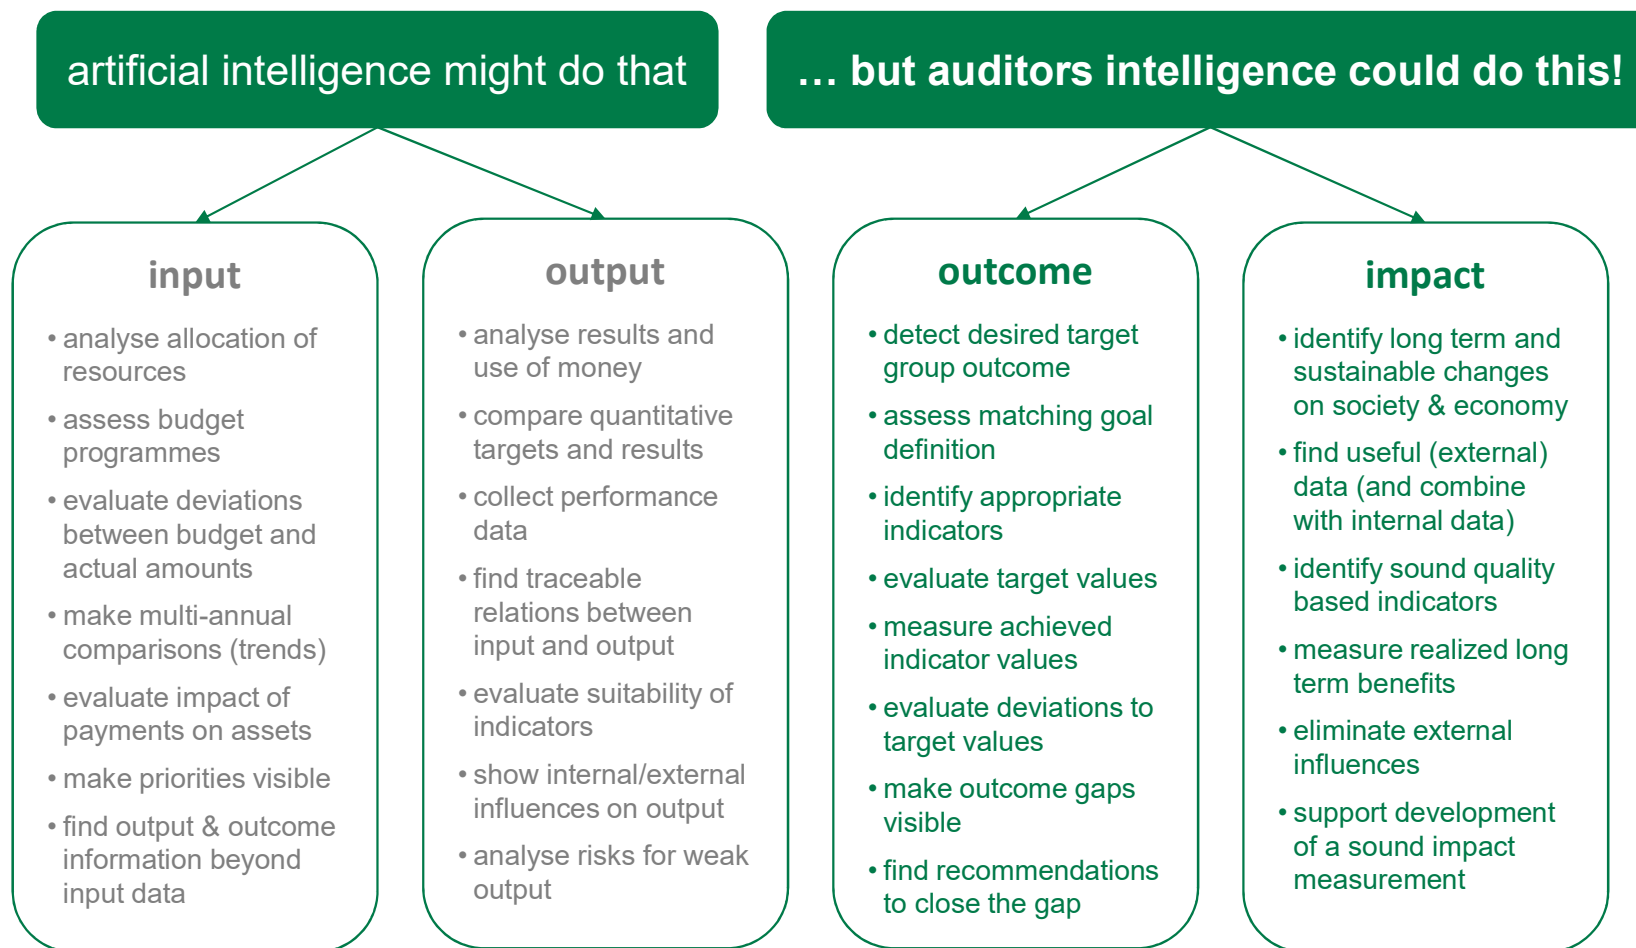 artificial intelligence might do that
... but auditors intelligence could do this!
input
• analyse allocation of
resources
• assess budget
programmes
• evaluate deviations
between budget and
actual amounts
• make multi-annual
comparisons (trends)
• evaluate impact of
payments on assets
• make priorities visible
• find output & outcome
information beyond
input data
output
• analyse results and
use of money
• compare quantitative
targets and results
• collect performance
data
• find traceable
relations between
input and output
• evaluate suitability of
indicators
• show internal/external
influences on output
• analyse risks for weak
output
outcome
• detect desired target
group outcome
• assess matching goal
definition
• identify appropriate
indicators
• evaluate target values
• measure achieved
indicator values
• evaluate deviations to
target values
• make outcome gaps
visible
• find recommendations
to close the gap
impact
• identify long term and
sustainable changes
on society & economy
• find useful (external)
data (and combine
with internal data)
• identify sound quality
based indicators
• measure realized long
term benefits
• eliminate external
influences
• support development
of a sound impact
measurement